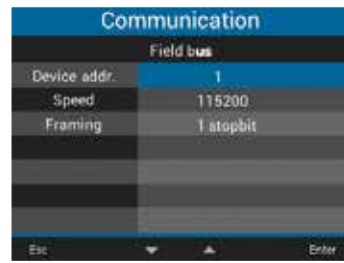 Communication
Field bus
Device addr. 1
Speed 115200
Framing 1 stopbit
Esc Enter